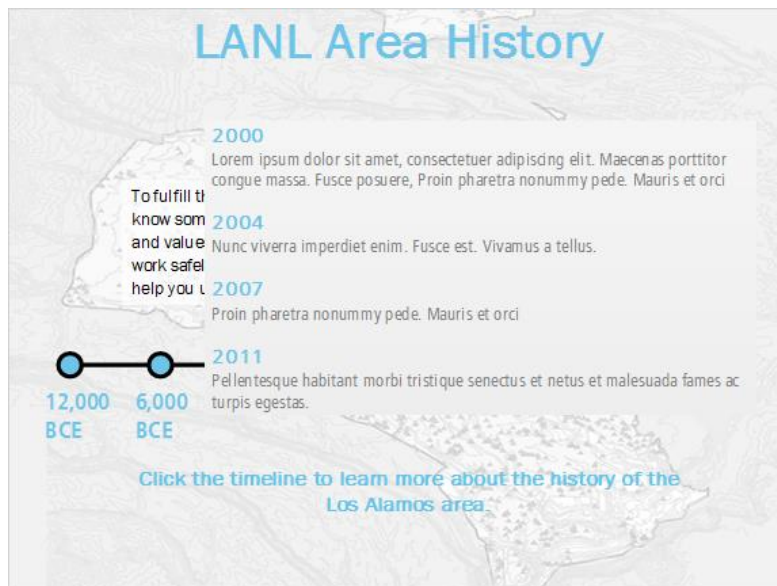 LANL Area History
2000
Lorem ipsum dolor sit amet, consectetuer adipiscing elit. Maecenas porttitor
congue massa. Fusce posuere, Proin pharetra nonummy pede. Mauris et orci
To fulfill
know som
and value
work safel
help you
2004
Nunc viverra imperdiet enim. Fusce est. Vivamus a tellus.
2007
Proin pharetra nonummy pede. Mauris et orci
2011
Pellentesque habitant morbi tristique senectus et netus et malesuada fames ac
turpis egestas.
12,000
BCE
6,000
BCE
Click the timeline to learn more about the history of the
Los Alamos area.